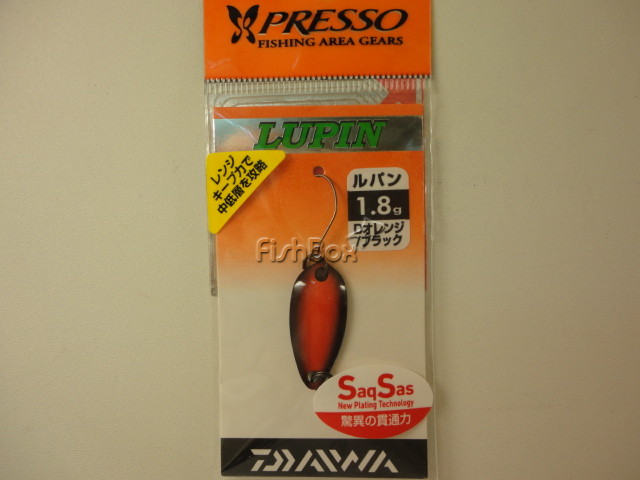 PRESSO
FISHING AREA GEARS
LUPIN
レンジ
キープ力で
中低層を攻略
ルパン
1.8g
Dオレンジ
/ブラック
FishBox
SaqSas
New Plating Technology
驚異の貫通力
DAIWA